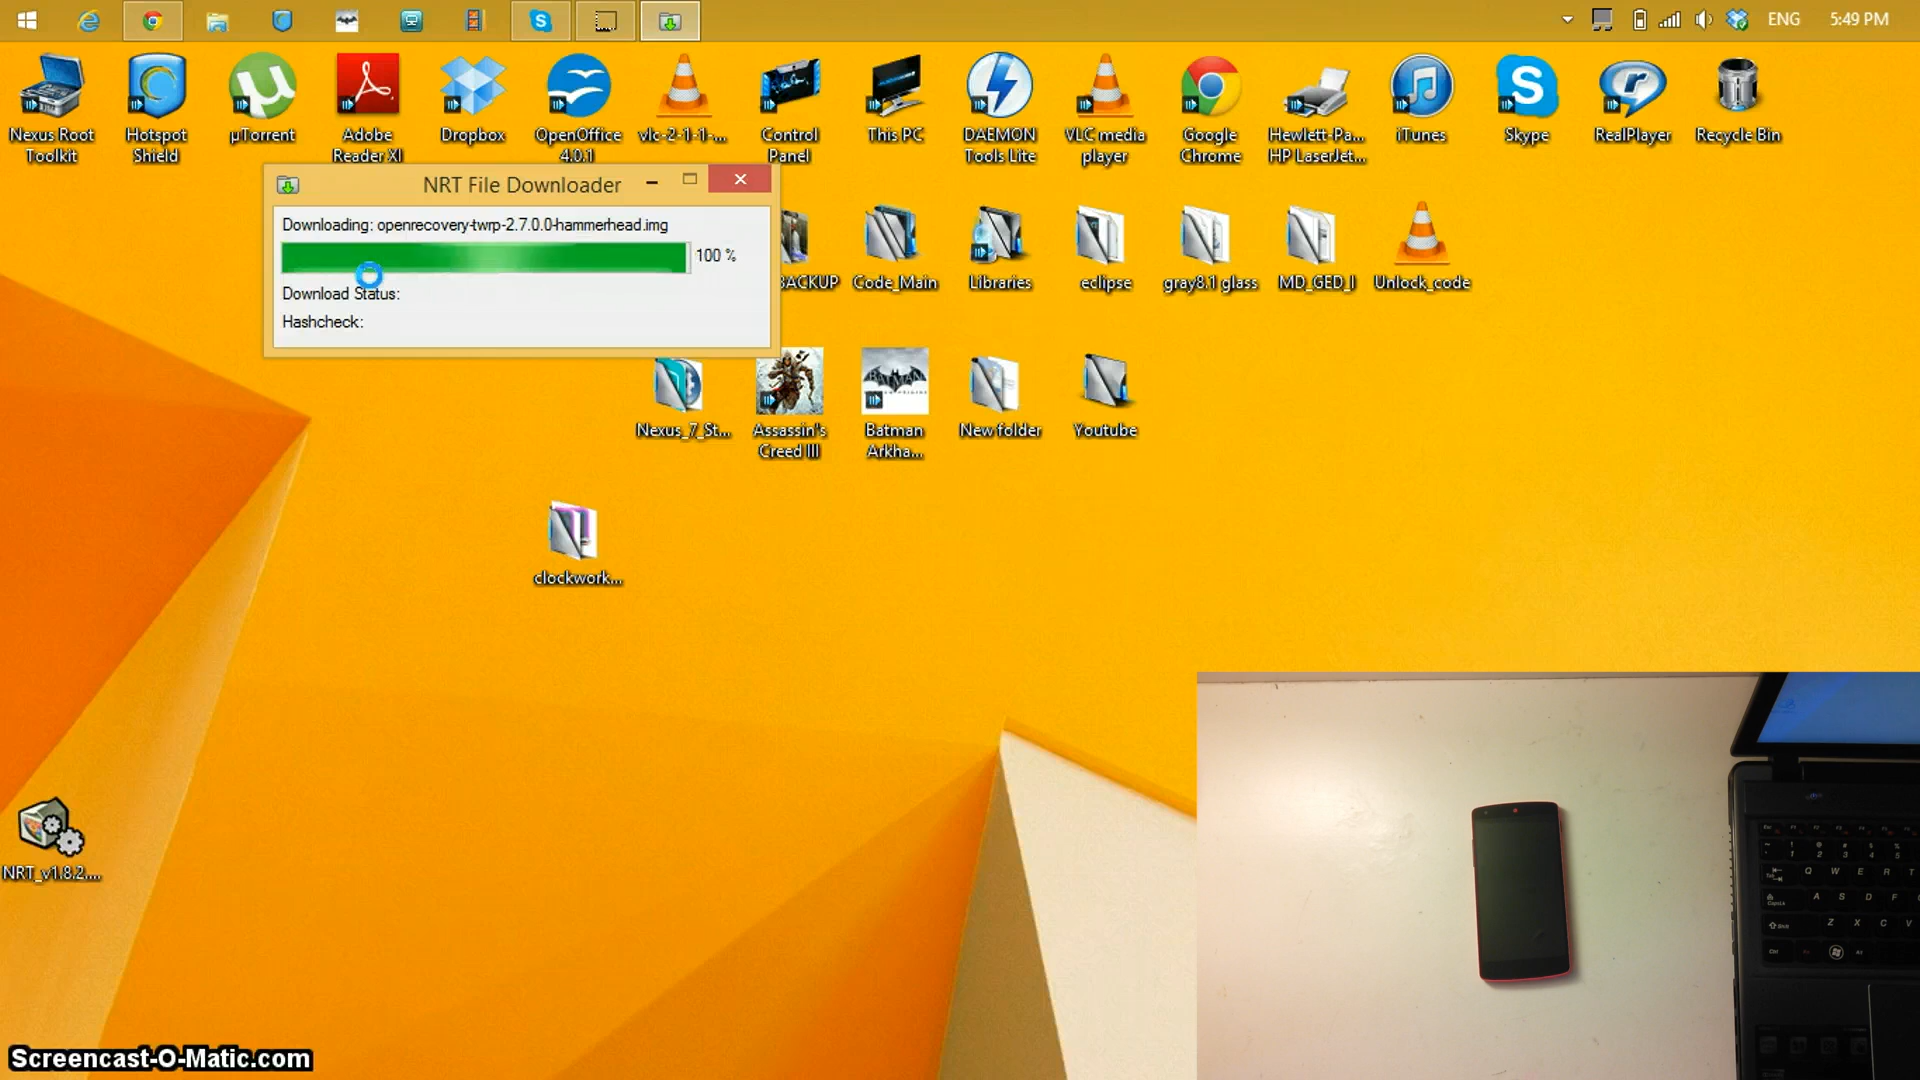 ENG 5:49 PM
Nexus Root Toolkit
Hotspot Shield
µTorrent
Adobe Reader XI
Dropbox
OpenOffice 4.0.1
vlc-2-1-1-...
Control Panel
This PC
DAEMON Tools Lite
VLC media player
Google Chrome
Hewlett-Pa... HP LaserJet...
iTunes
Skype
RealPlayer
Recycle Bin
NRT File Downloader
Downloading: openrecovery-twrp-2.7.0.0-hammerhead.img
100 %
Download Status:
Hashcheck:
BACKUP
Code_Main
Libraries
eclipse
gray8.1 glass
MD_GED_I
Unlock_code
Nexus_7_St...
Assassin's Creed III
Batman Arkha...
New folder
Youtube
clockwork...
NRT_v1.8.2....
Screencast-O-Matic.com